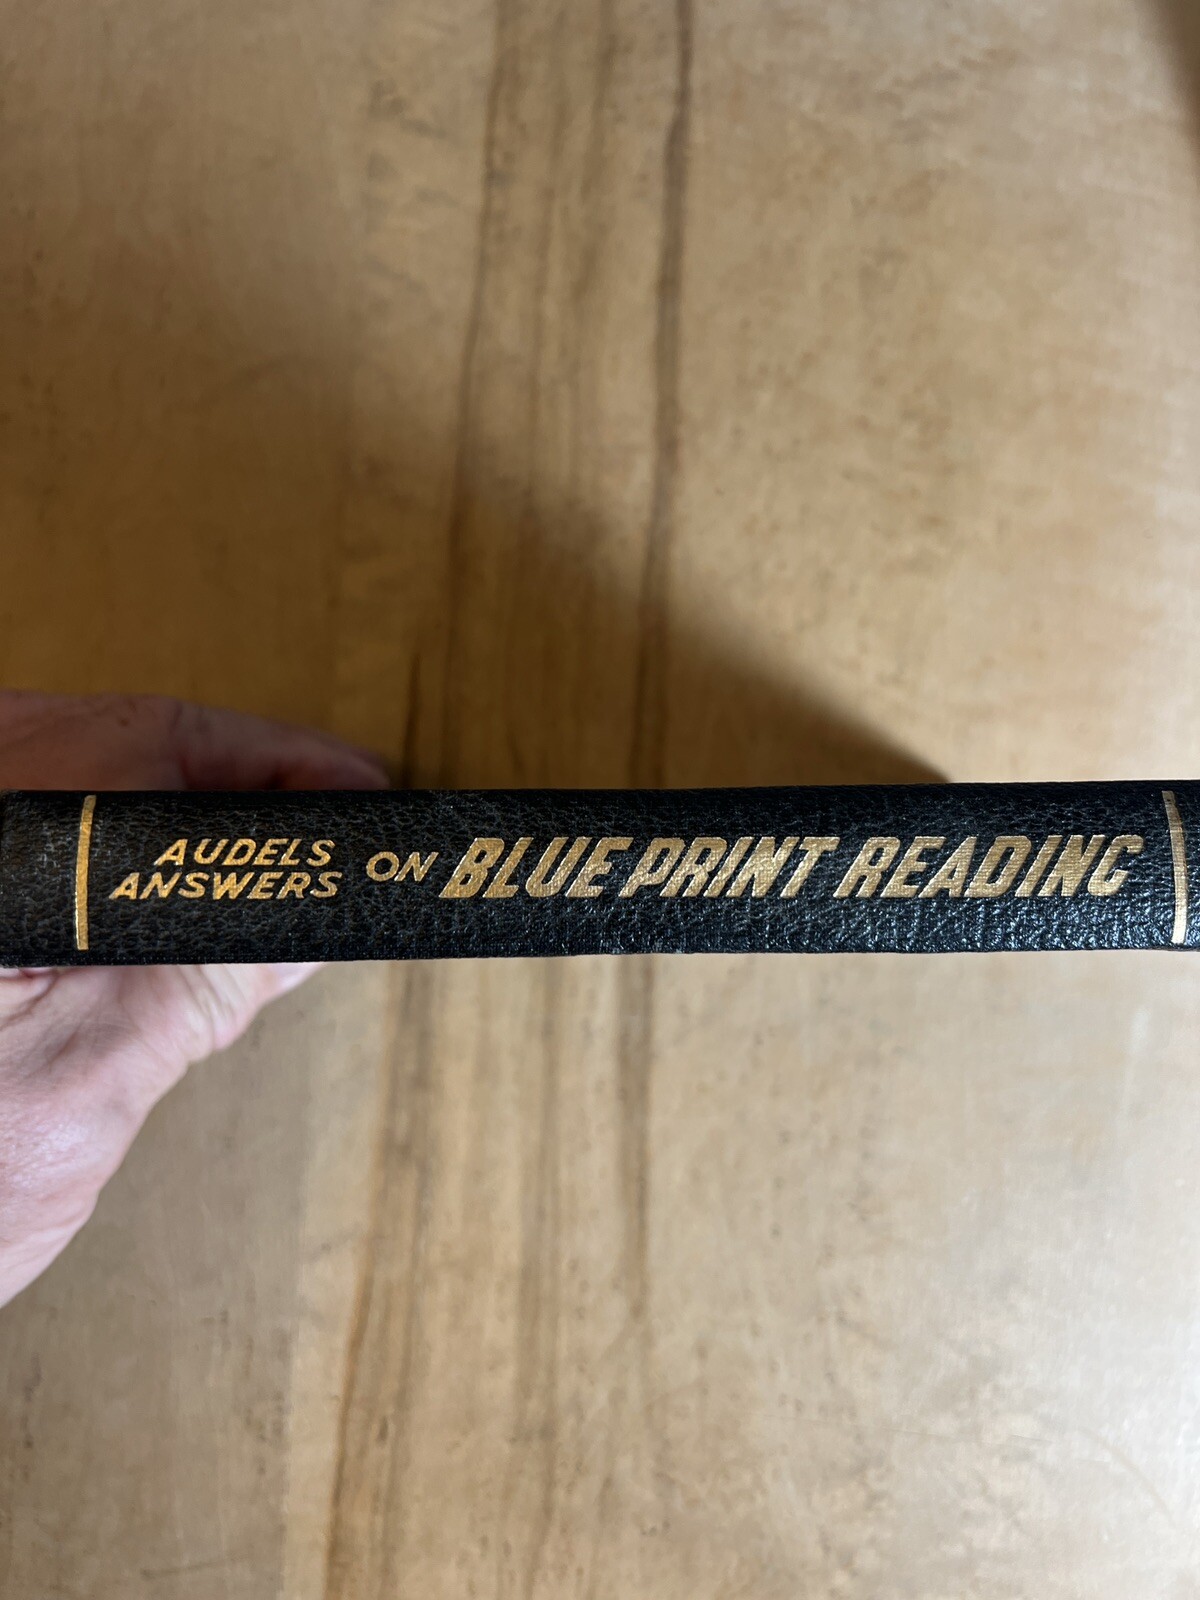 AUDELS
ANSWERS
ON BLUE PRINT READING